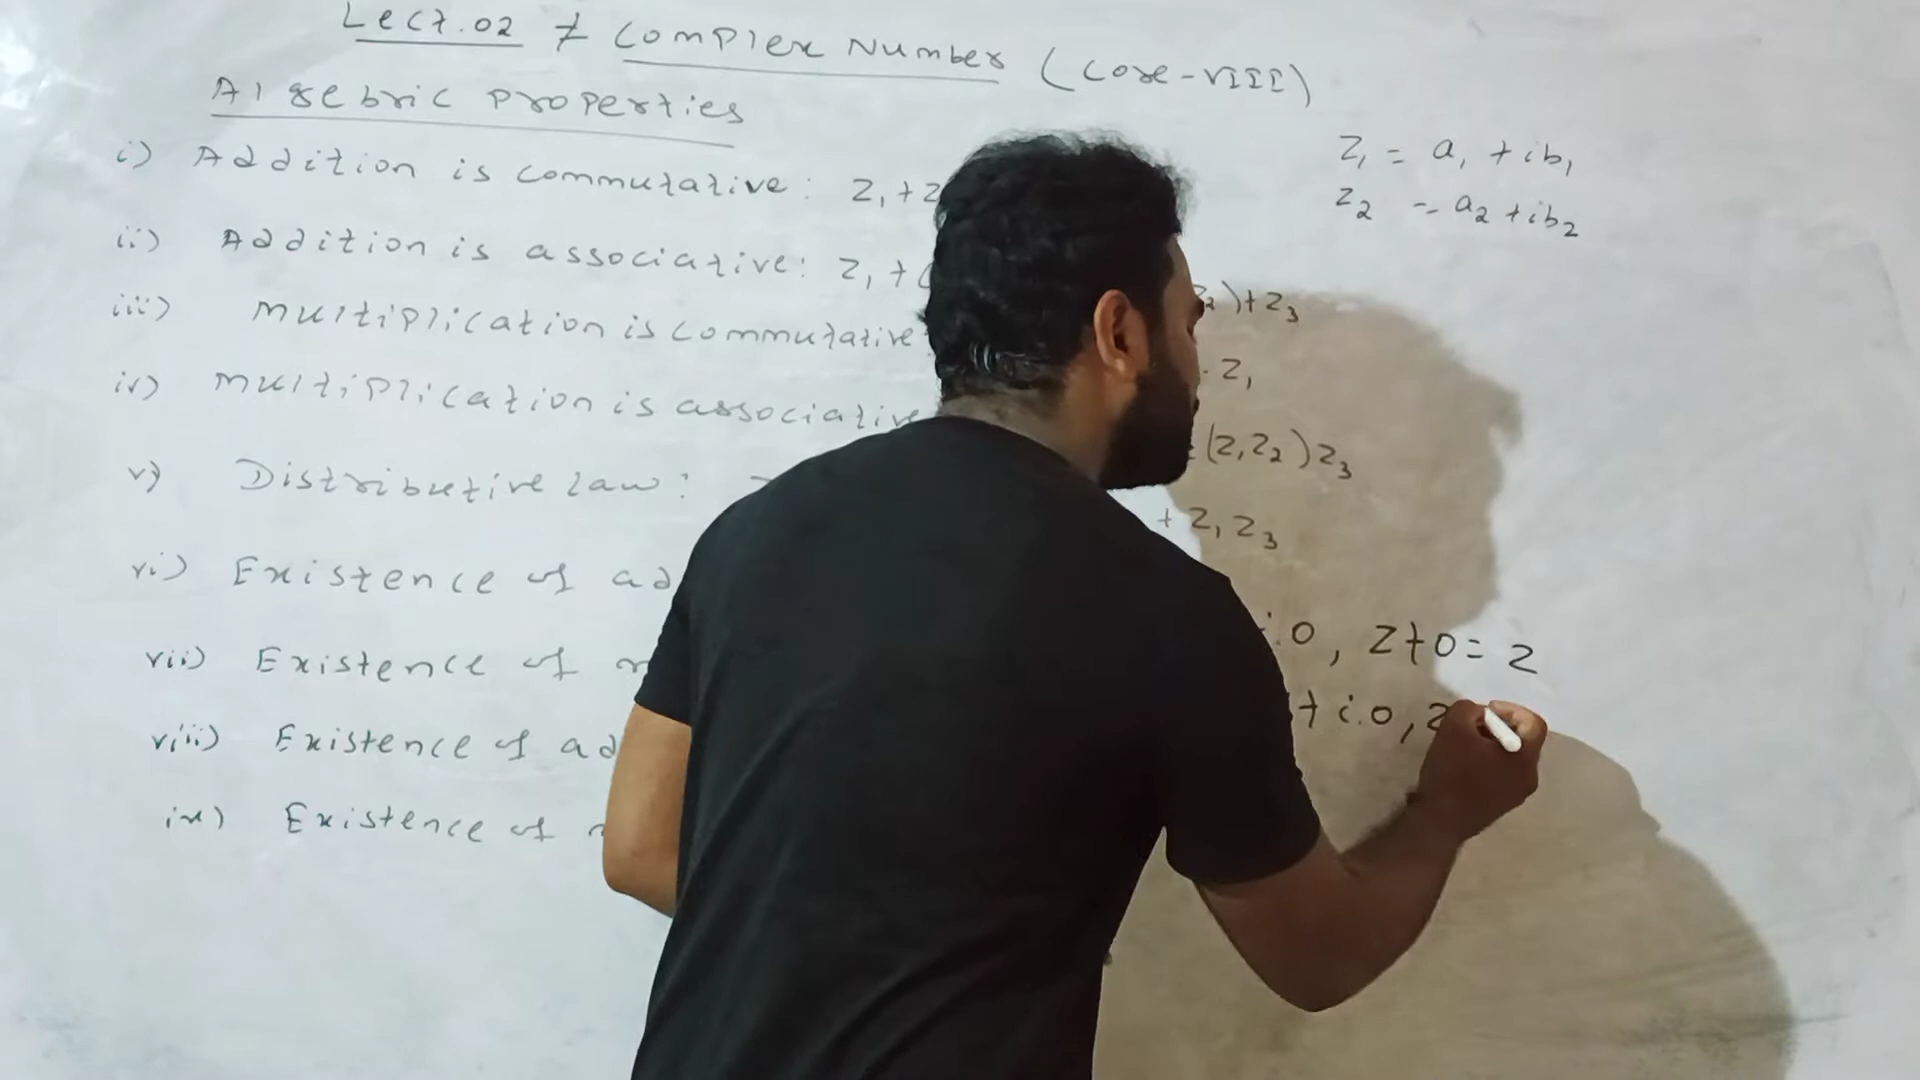 Lect.02 Complex Number (Core-VIII)
Algebric Properties
z₁ = a₁ + ib₁
z₂ = a₂ + ib₂
i) Addition is commutative: z₁ + z
ii) Addition is associative: z₁ + ( ₂) + z₃
iii) multiplication is commutative: . z₁
iv) multiplication is associative = (z₁z₂)z₃
v) Distributive law: + z₁z₃
vi) Existence of ad i.0, z+0=z
vii) Existence of + i.0, z
viii) Existence of ad
ix) Existence of